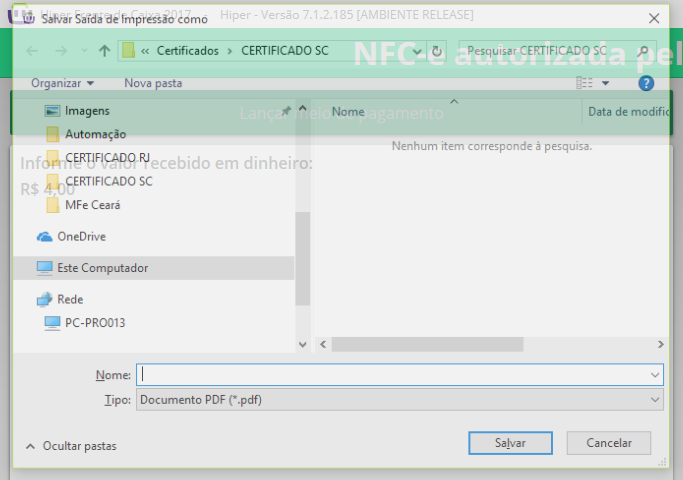 Hiper Frente de Caixa 2017 Hiper - Versão 7.1.2.185 [AMBIENTE RELEASE]
Salvar Saída de Impressão como
« Certificados › CERTIFICADO SC
Pesquisar CERTIFICADO SC
NFC-e autorizada pel
Organizar
Nova pasta
Lançar meio de pagamento
Imagens
Automação
CERTIFICADO RJ
CERTIFICADO SC
MFe Ceará
OneDrive
Este Computador
Rede
PC-PRO013
Nome
Data de modific
Nenhum item corresponde à pesquisa.
Informe o valor recebido em dinheiro:
R$ 4,00
Nome:
Tipo: Documento PDF (*.pdf)
Ocultar pastas
Salvar
Cancelar